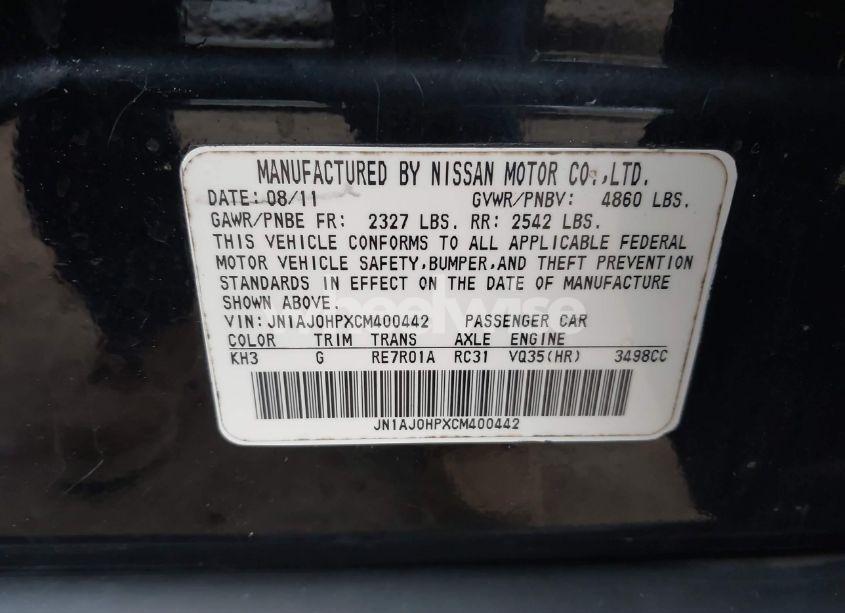 MANUFACTURED BY NISSAN MOTOR CO.,LTD.
DATE: 08/11 GVWR/PNBV: 4860 LBS.
GAWR/PNBE FR: 2327 LBS. RR: 2542 LBS.
THIS VEHICLE CONFORMS TO ALL APPLICABLE FEDERAL
MOTOR VEHICLE SAFETY,BUMPER,AND THEFT PREVENTION
STANDARDS IN EFFECT ON THE DATE OF MANUFACTURE
SHOWN ABOVE.
VIN:JN1AJ0HPXCM400442 PASSENGER CAR
COLOR TRIM TRANS AXLE ENGINE
KH3 G RE7R01A RC31 VQ35(HR) 3498CC
JN1AJ0HPXCM400442